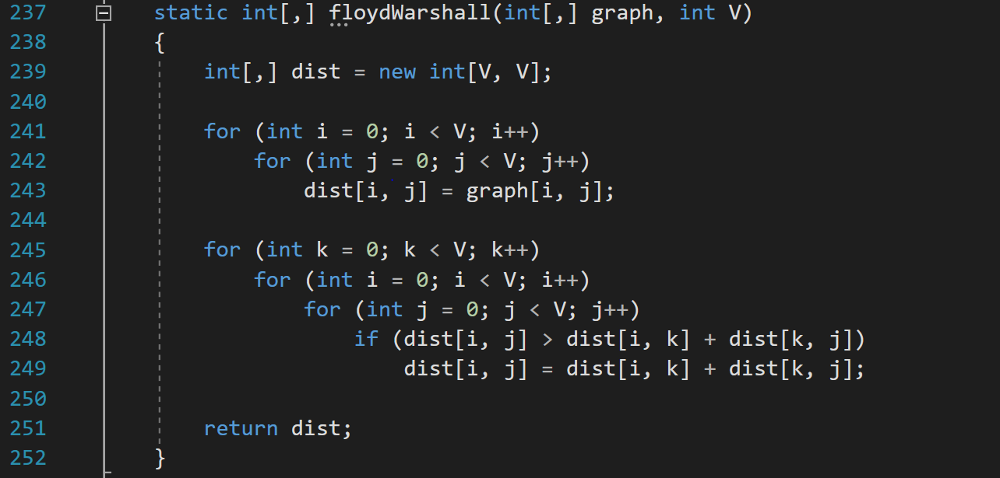 237 static int[,] floydWarshall(int[,] graph, int V)
238 {
239 int[,] dist = new int[V, V];
240
241 for (int i = 0; i < V; i++)
242 for (int j = 0; j < V; j++)
243 dist[i, j] = graph[i, j];
244
245 for (int k = 0; k < V; k++)
246 for (int i = 0; i < V; i++)
247 for (int j = 0; j < V; j++)
248 if (dist[i, j] > dist[i, k] + dist[k, j])
249 dist[i, j] = dist[i, k] + dist[k, j];
250
251 return dist;
252 }